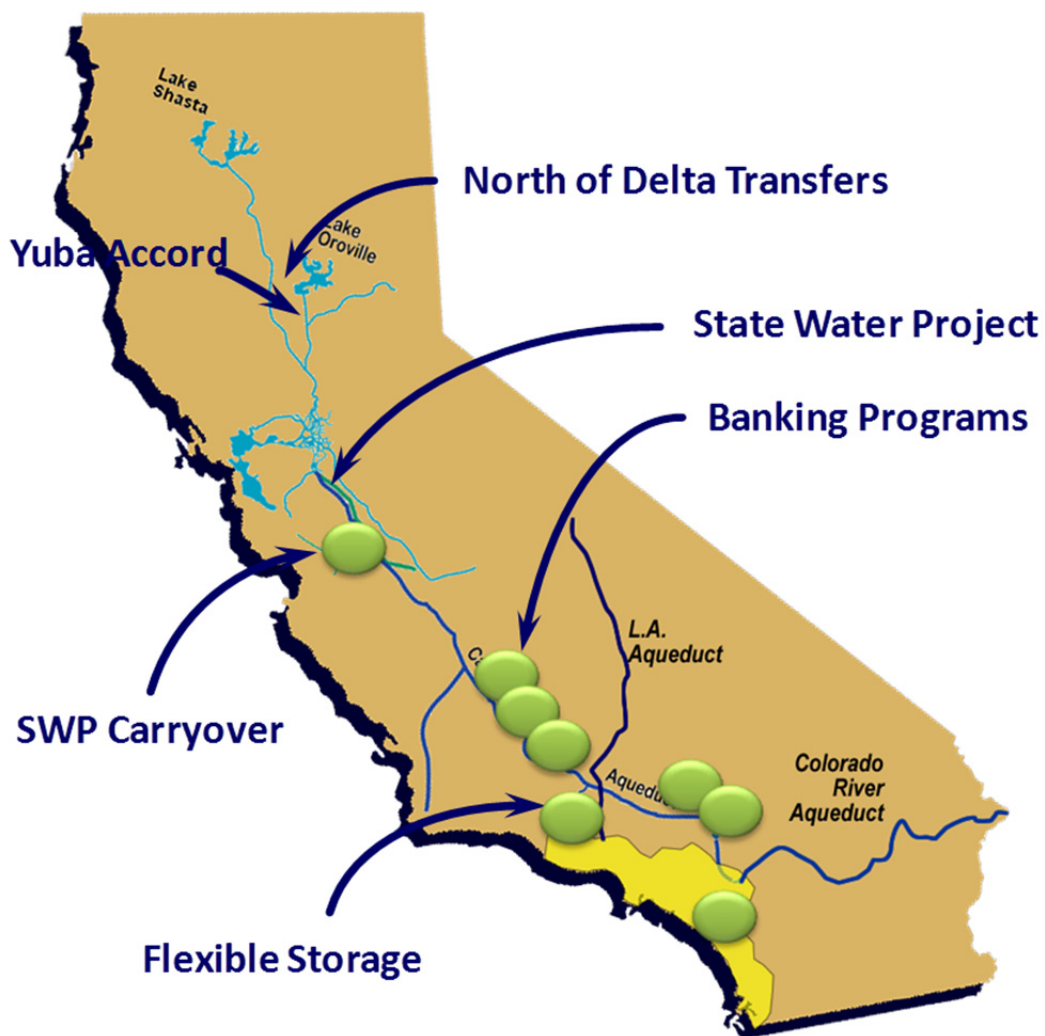 Lake
Shasta
North of Delta Transfers
Lake
Oroville
Yuba Accord
State Water Project
Banking Programs
L.A.
Aqueduct
SWP Carryover
Colorado
River
Aqueduct
Flexible Storage